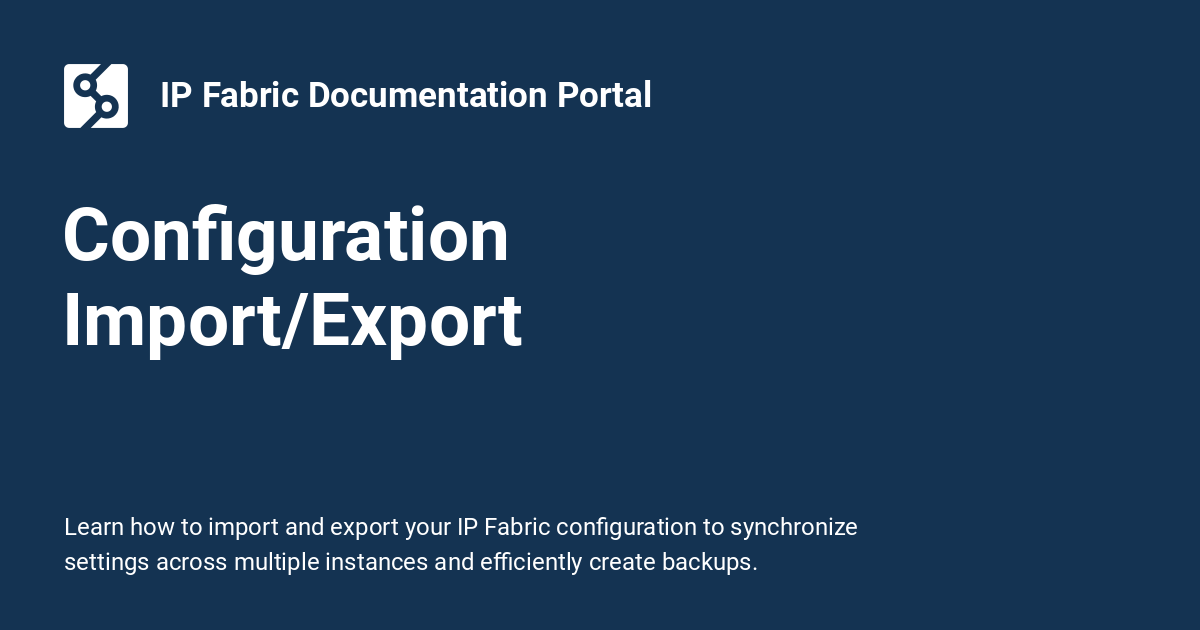 IP Fabric Documentation Portal
Configuration
Import/Export
Learn how to import and export your IP Fabric configuration to synchronize
settings across multiple instances and efficiently create backups.